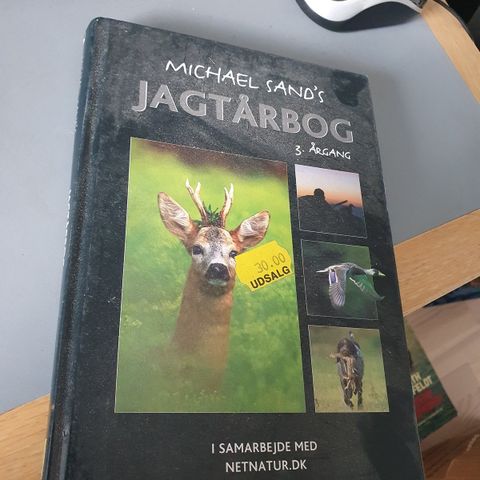 MICHAEL SAND'S
JAGTÅRBOG
3. ÅRGANG
30.00
UDSALG
I SAMARBEJDE MED
NETNATUR.DK